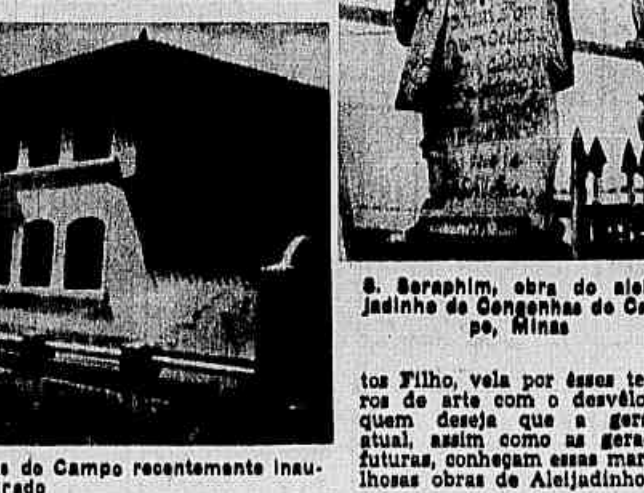 S. Seraphim, obra do alei
jadinho de Congonhas do Ca
po, Minas
tos Filho, vela por êsses te
ros de arte com o desvêlo
quem deseja que a gera
atual, assim como as gera
futuras, conheçam essas mar
lhosas obras de Aleijadinho
s do Campo recentemente inau-
rado